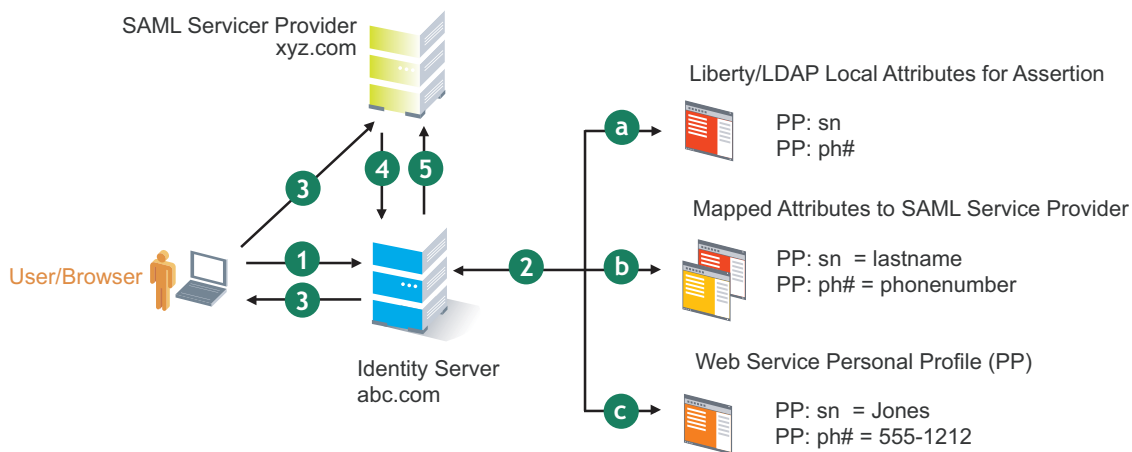 SAML Servicer Provider
xyz.com
Liberty/LDAP Local Attributes for Assertion
a
PP: sn
PP: ph#
4
5
3
Mapped Attributes to SAML Service Provider
User/Browser
1
2
b
PP: sn = lastname
PP: ph# = phonenumber
3
Identity Server
abc.com
Web Service Personal Profile (PP)
c
PP: sn = Jones
PP: ph# = 555-1212